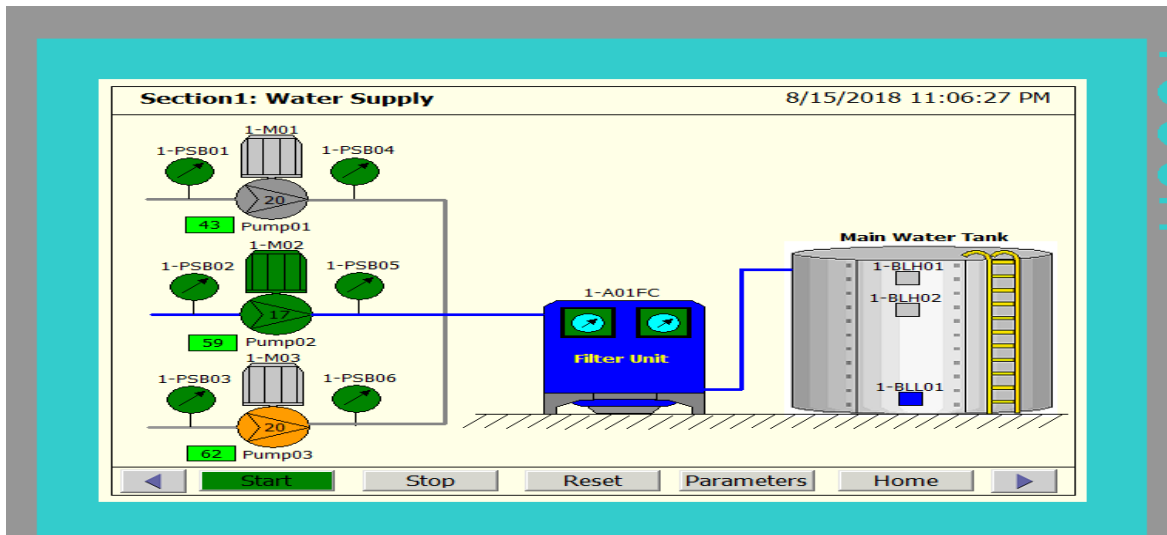 Section1: Water Supply
8/15/2018 11:06:27 PM
1-M01
1-PSB01
1-PSB04
20
43
Pump01
1-M02
1-PSB02
1-PSB05
17
59
Pump02
1-M03
1-PSB03
1-PSB06
20
62
Pump03
1-A01FC
Filter Unit
Main Water Tank
1-BLH01
1-BLH02
1-BLL01
Start
Stop
Reset
Parameters
Home